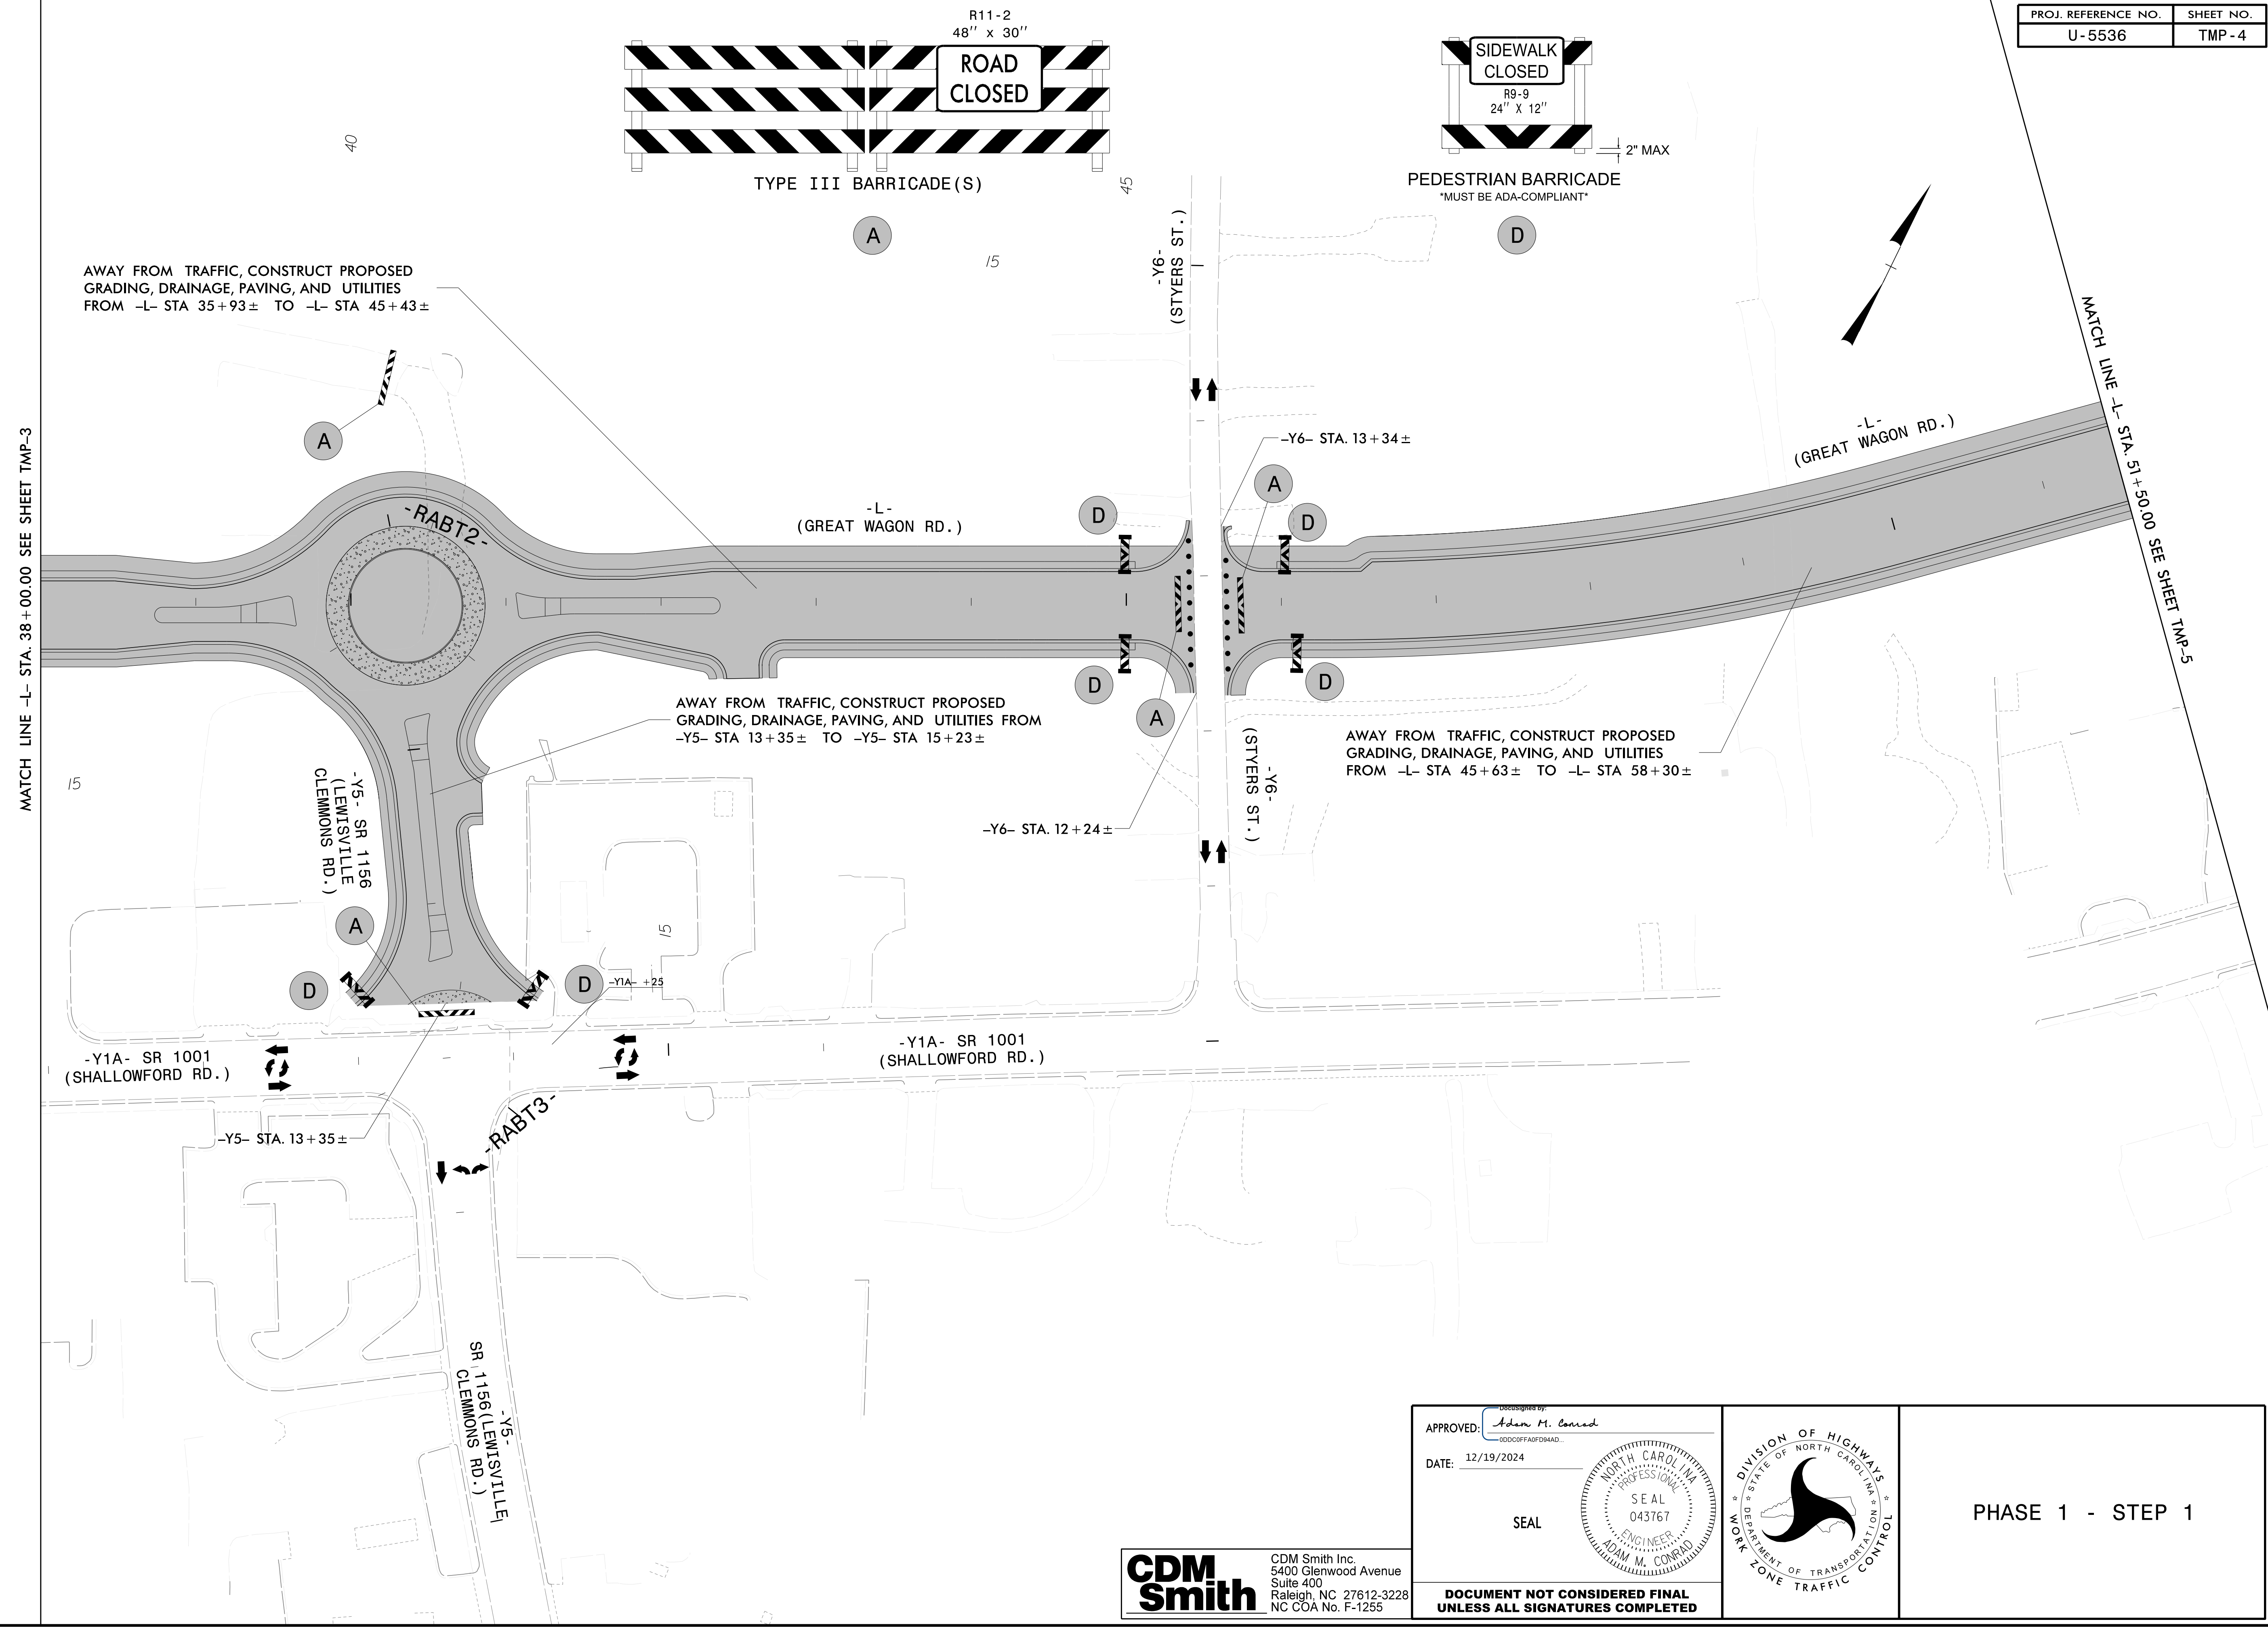 PROJ. REFERENCE NO.
SHEET NO.
U-5536
TMP-4
R11-2
48'' x 30''
ROAD
CLOSED
TYPE III BARRICADE(S)
A
SIDEWALK
CLOSED
R9-9
24'' X 12''
2" MAX
PEDESTRIAN BARRICADE
*MUST BE ADA-COMPLIANT*
D
40
45
15
AWAY FROM TRAFFIC, CONSTRUCT PROPOSED
GRADING, DRAINAGE, PAVING, AND UTILITIES
FROM -L- STA 35+93± TO -L- STA 45+43±
-Y6-
(STYERS ST.)
MATCH LINE -L- STA. 38+00.00 SEE SHEET TMP-3
MATCH LINE -L- STA. 51+50.00 SEE SHEET TMP-5
A
-Y6- STA. 13+34±
-L-
(GREAT WAGON RD.)
-L-
(GREAT WAGON RD.)
-RABT2-
D
A
D
D
A
D
AWAY FROM TRAFFIC, CONSTRUCT PROPOSED
GRADING, DRAINAGE, PAVING, AND UTILITIES FROM
-Y5- STA 13+35± TO -Y5- STA 15+23±
AWAY FROM TRAFFIC, CONSTRUCT PROPOSED
GRADING, DRAINAGE, PAVING, AND UTILITIES
FROM -L- STA 45+63± TO -L- STA 58+30±
15
-Y5- SR 1156
(LEWISVILLE
CLEMMONS RD.)
-Y6-
(STYERS ST.)
-Y6- STA. 12+24±
A
15
D
D
-Y1A- +25
-Y1A- SR 1001
(SHALLOWFORD RD.)
-Y1A- SR 1001
(SHALLOWFORD RD.)
-Y5- STA. 13+35±
-RABT3-
-Y5-
SR 1156(LEWISVILLE
CLEMMONS RD.)
CDM
Smith
CDM Smith Inc.
5400 Glenwood Avenue
Suite 400
Raleigh, NC 27612-3228
NC COA No. F-1255
DocuSigned by:
APPROVED: Adam M. Conrad
0DDC0FFA0FD94AD...
DATE: 12/19/2024
SEAL
NORTH CAROLINA
PROFESSIONAL
SEAL
043767
ENGINEER
ADAM M. CONRAD
DOCUMENT NOT CONSIDERED FINAL
UNLESS ALL SIGNATURES COMPLETED
DIVISION OF HIGHWAYS
STATE OF NORTH CAROLINA
DEPARTMENT OF TRANSPORTATION
WORK ZONE TRAFFIC CONTROL
PHASE 1 - STEP 1